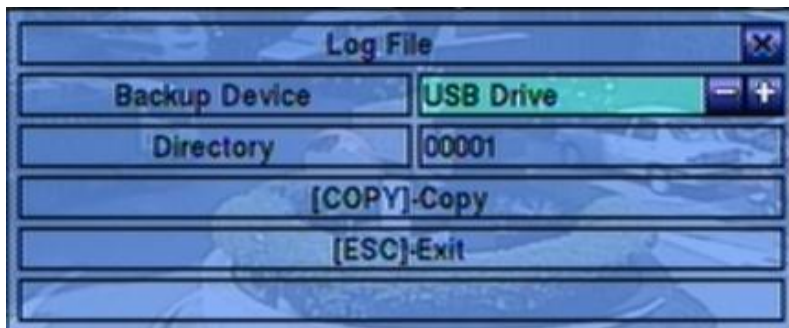 Log File
Backup Device USB Drive
Directory 00001
[COPY]-Copy
[ESC]-Exit